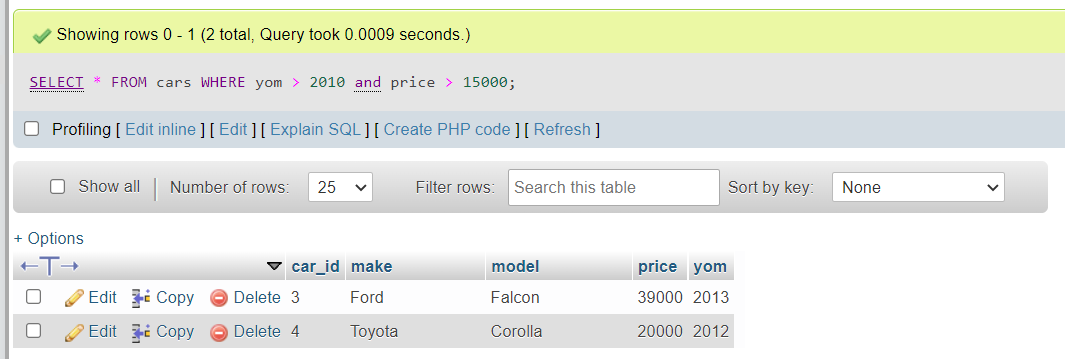 Showing rows 0 - 1 (2 total, Query took 0.0009 seconds.)
SELECT * FROM cars WHERE yom > 2010 and price > 15000;
Profiling [ Edit inline ] [ Edit ] [ Explain SQL ] [ Create PHP code ] [ Refresh ]
Show all Number of rows: 25 Filter rows: Search this table Sort by key: None
+ Options
←T→ car_id make model price yom
Edit Copy Delete 3 Ford Falcon 39000 2013
Edit Copy Delete 4 Toyota Corolla 20000 2012